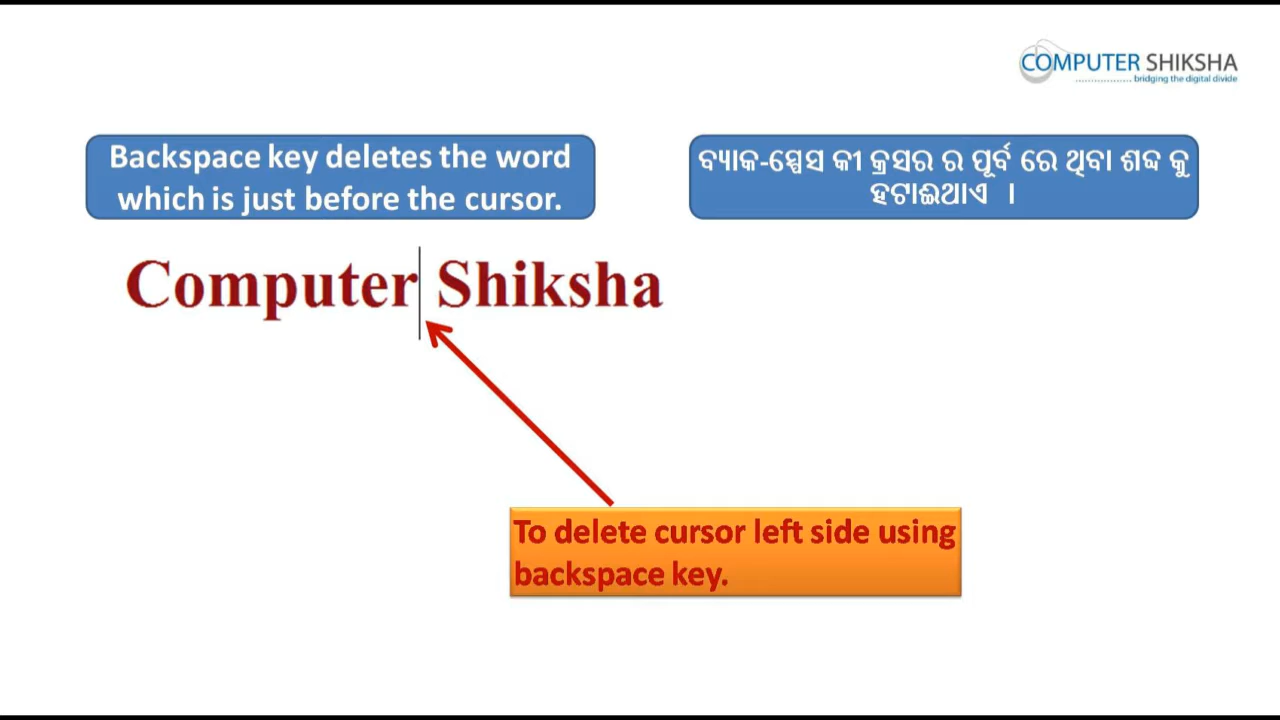 COMPUTER SHIKSHA
bridging the digital divide
Backspace key deletes the word
which is just before the cursor.
ବ୍ୟାକ-ସ୍ପେସ କୀ କ୍ରସର ର ପୂର୍ବ ରେ ଥିବା ଶବ୍ଦ କୁ
ହଟାଇଥାଏ ।
Computer Shiksha
To delete cursor left side using
backspace key.